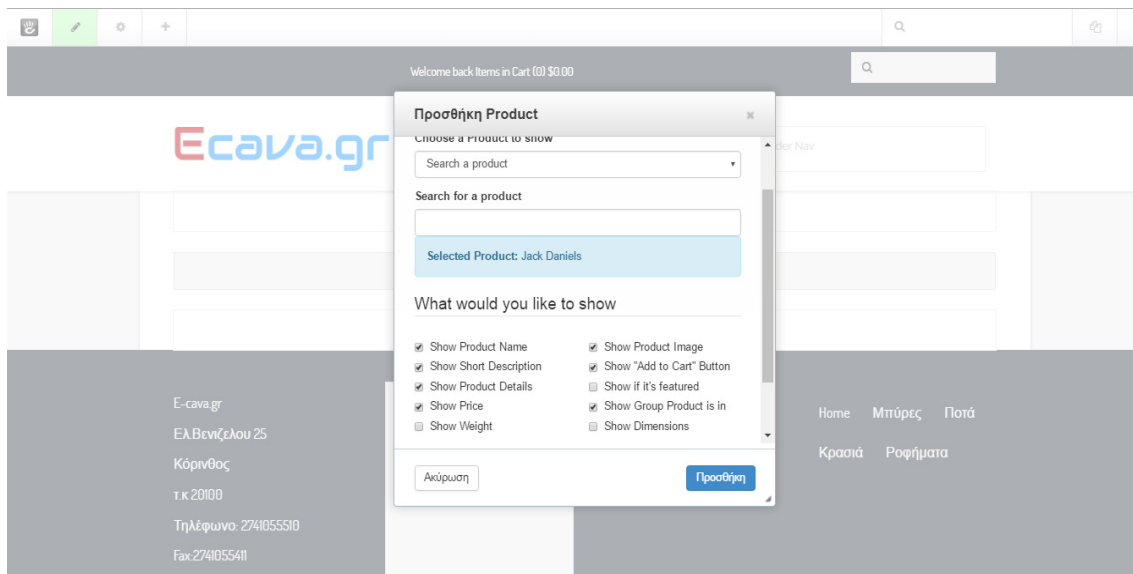 Welcome back Items in Cart (0) $0.00
Προσθήκη Product
Choose a Product to show
Ecava.gr
der Nav
Search a product
Search for a product
Selected Product: Jack Daniels
What would you like to show
Show Product Name Show Product Image
Show Short Description Show "Add to Cart" Button
Show Product Details Show if it's featured
Show Price Show Group Product is in
Show Weight Show Dimensions
Ακύρωση Προσθήκη
E-cava.gr
Ελ.Βενιζελου 25
Κόρινθος
τ.κ 20100
Τηλέφωνο: 2741055510
Fax:2741055411
Home Μπύρες Ποτά
Κρασιά Ροφήματα